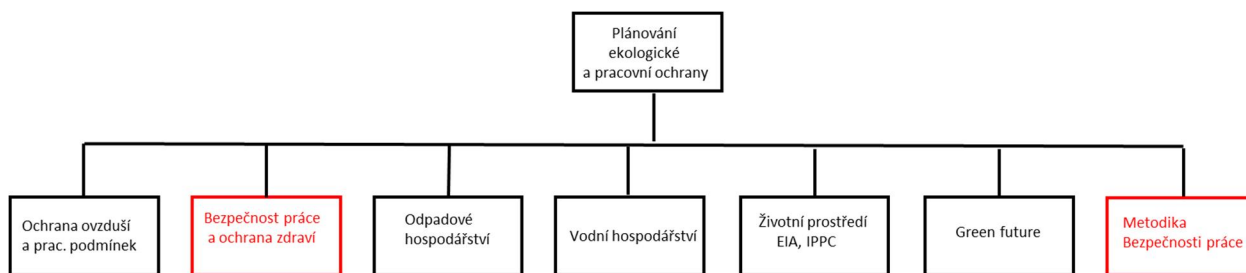 Plánování
ekologické
a pracovní ochrany
Ochrana ovzduší
a prac. podmínek
Bezpečnost práce
a ochrana zdraví
Odpadové
hospodářství
Vodní hospodářství
Životní prostředí
EIA, IPPC
Green future
Metodika
Bezpečnosti práce